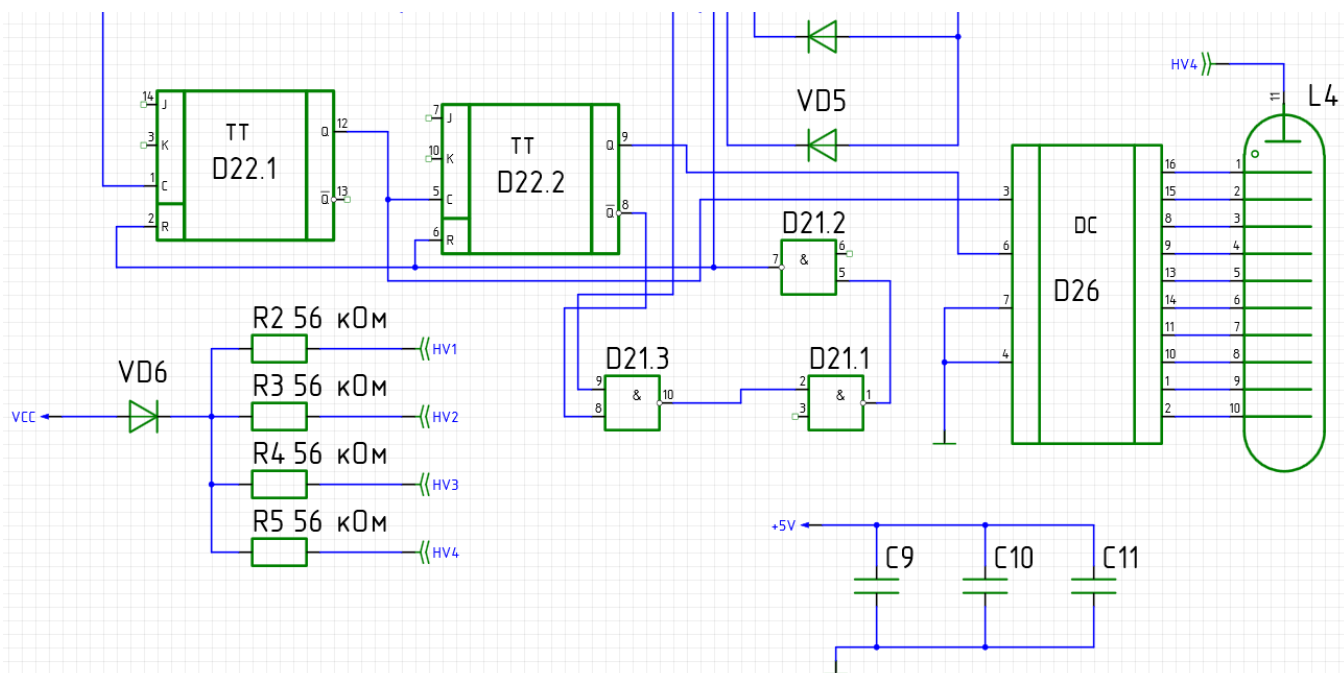 14
J
3
K
1
C
2
R
TT
D22.1
Q
12
Q
13
7
J
10
K
5
C
6
R
TT
D22.2
Q
9
Q
8
VD5
HV4
11
L4
D21.2
7
&
6
5
3
6
7
4
DC
D26
16
15
8
9
13
14
11
10
1
2
1
2
3
4
5
6
7
8
9
10
R2 56 кОм
HV1
VD6
R3 56 кОм
VCC
HV2
R4 56 кОм
HV3
R5 56 кОм
HV4
D21.3
9
8
&
10
D21.1
2
3
&
1
+5V
C9
C10
C11